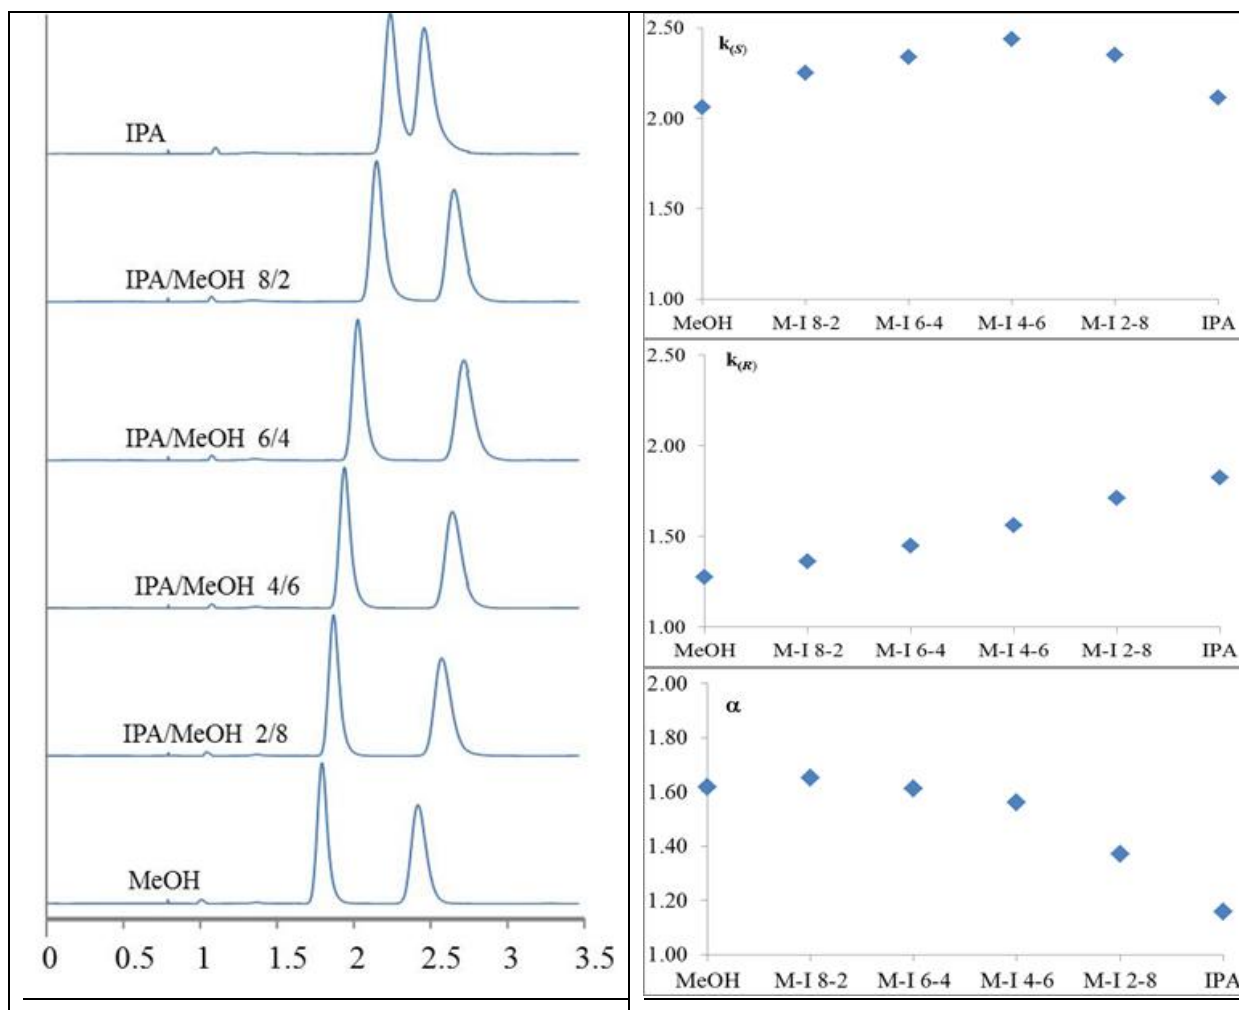 IPA
IPA/MeOH 8/2
IPA/MeOH 6/4
IPA/MeOH 4/6
IPA/MeOH 2/8
MeOH
0 0.5 1 1.5 2 2.5 3 3.5
k(S)
2.50
2.00
1.50
1.00
MeOH M-I 8-2 M-I 6-4 M-I 4-6 M-I 2-8 IPA
k(R)
2.50
2.00
1.50
1.00
MeOH M-I 8-2 M-I 6-4 M-I 4-6 M-I 2-8 IPA
α
2.00
1.80
1.60
1.40
1.20
1.00
MeOH M-I 8-2 M-I 6-4 M-I 4-6 M-I 2-8 IPA